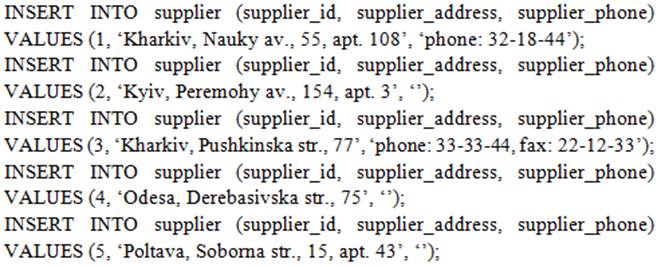 INSERT INTO supplier (supplier_id, supplier_address, supplier_phone)
VALUES (1, ‘Kharkiv, Nauky av., 55, apt. 108’, ‘phone: 32-18-44’);
INSERT INTO supplier (supplier_id, supplier_address, supplier_phone)
VALUES (2, ‘Kyiv, Peremohy av., 154, apt. 3’, ‘’);
INSERT INTO supplier (supplier_id, supplier_address, supplier_phone)
VALUES (3, ‘Kharkiv, Pushkinska str., 77’, ‘phone: 33-33-44, fax: 22-12-33’);
INSERT INTO supplier (supplier_id, supplier_address, supplier_phone)
VALUES (4, ‘Odesa, Derebasivska str., 75’, ‘’);
INSERT INTO supplier (supplier_id, supplier_address, supplier_phone)
VALUES (5, ‘Poltava, Soborna str., 15, apt. 43’, ‘’);